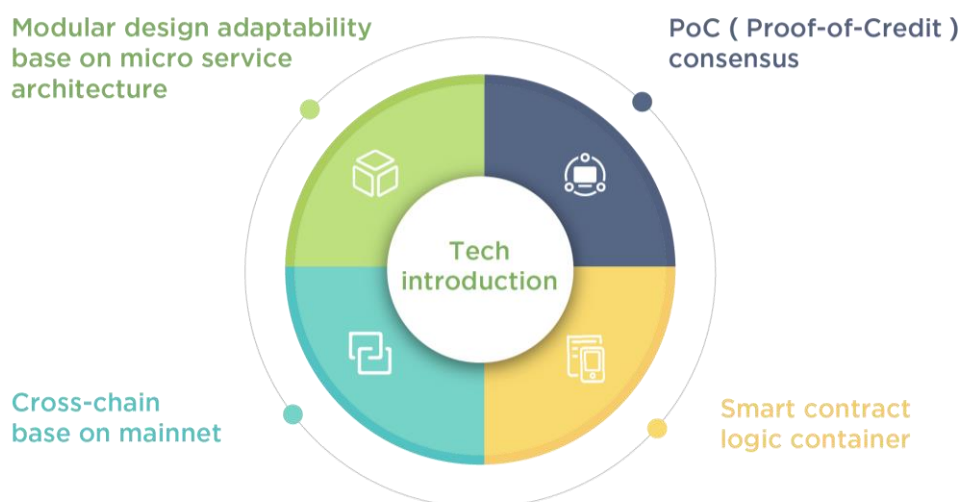 Modular design adaptability
base on micro service
architecture
PoC ( Proof-of-Credit )
consensus
Tech
introduction
Cross-chain
base on mainnet
Smart contract
logic container